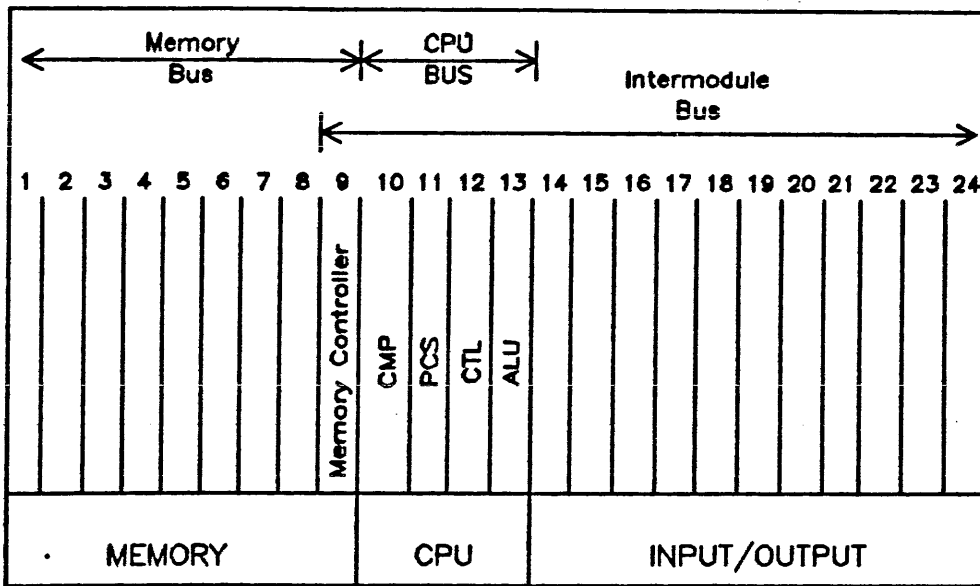 Memory
Bus
CPU
BUS
Intermodule
Bus
1 2 3 4 5 6 7 8 9 10 11 12 13 14 15 16 17 18 19 20 21 22 23 24
Memory Controller
CMP
PCS
CTL
ALU
MEMORY
CPU
INPUT/OUTPUT